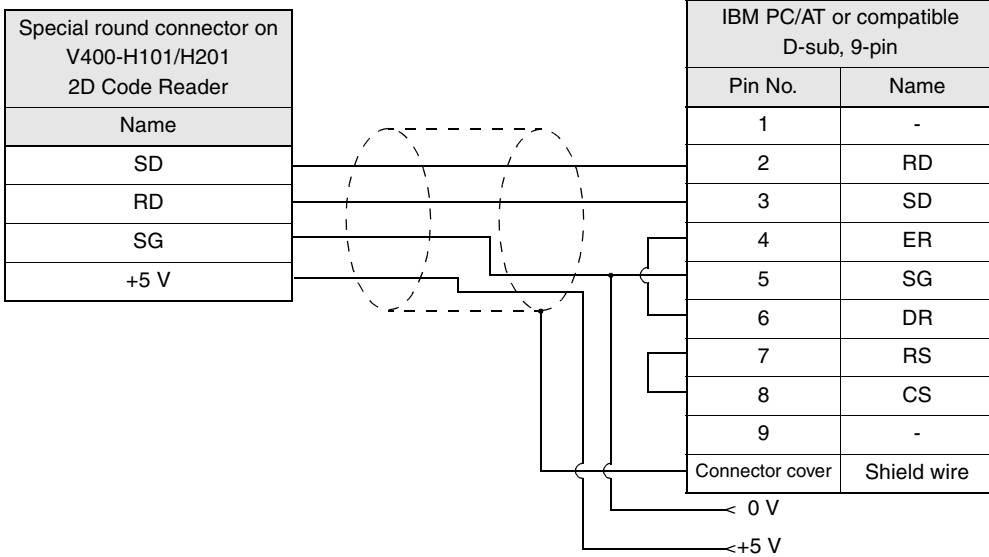 Special round connector on
V400-H101/H201
2D Code Reader
Name
SD
RD
SG
+5 V
IBM PC/AT or compatible
D-sub, 9-pin
Pin No. Name
1 -
2 RD
3 SD
4 ER
5 SG
6 DR
7 RS
8 CS
9 -
Connector cover Shield wire
0 V
+5 V